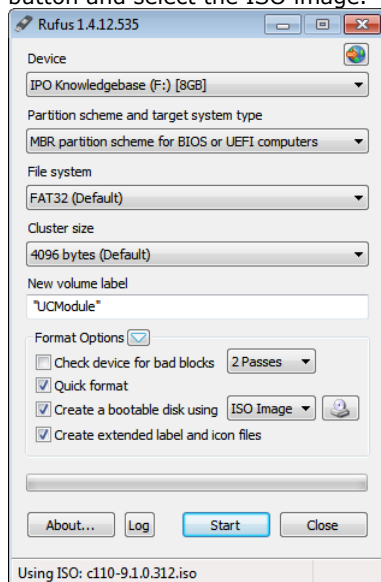 button and select the ISO image.
Rufus 1.4.12.535
Device
IPO Knowledgebase (F:) [8GB]
Partition scheme and target system type
MBR partition scheme for BIOS or UEFI computers
File system
FAT32 (Default)
Cluster size
4096 bytes (Default)
New volume label
"UCModule"
Format Options
Check device for bad blocks 2 Passes
Quick format
Create a bootable disk using ISO Image
Create extended label and icon files
About... Log Start Close
Using ISO: c110-9.1.0.312.iso